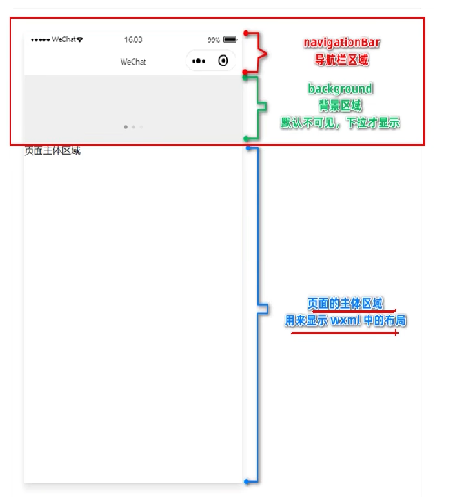 WeChat
16:00
99%
WeChat
navigationBar
导航栏区域
background
背景区域
默认不可见，下拉才显示
页面主体区域
页面的主体区域
用来显示 wxml 中的布局